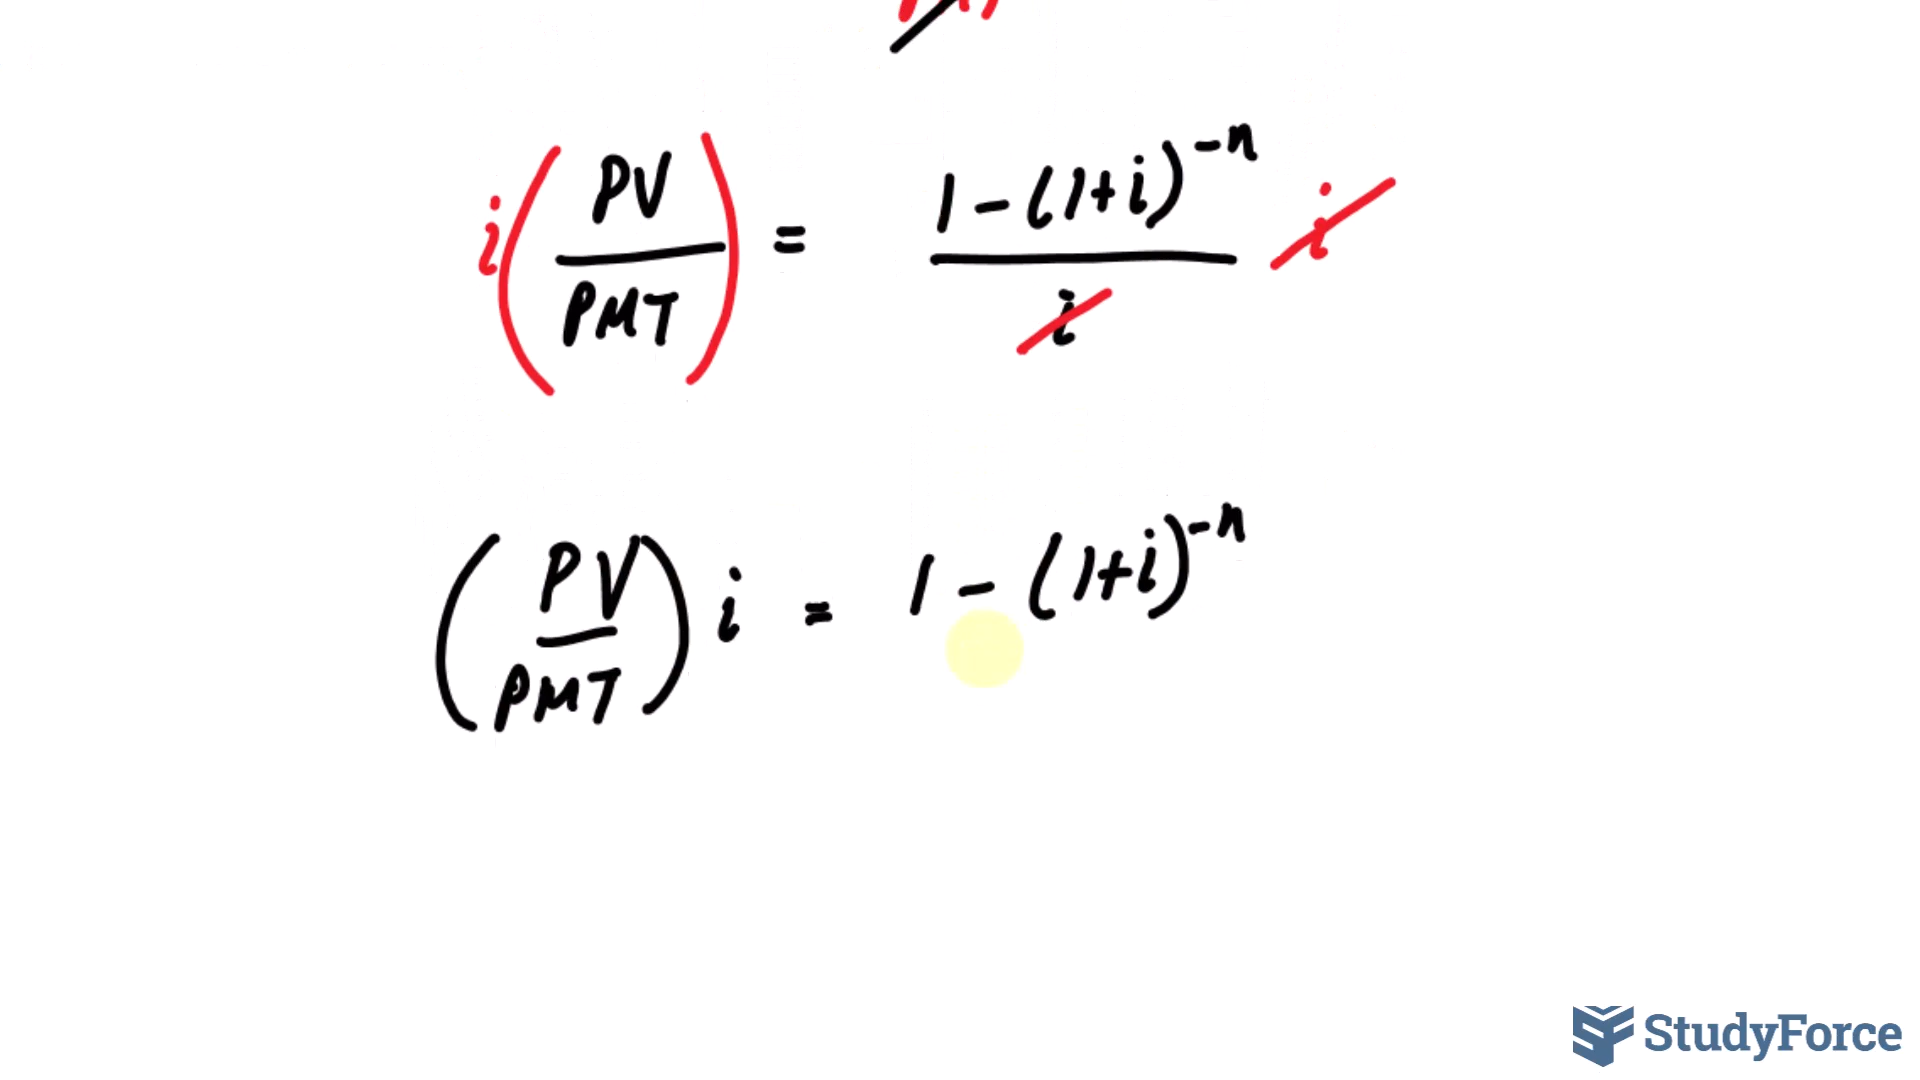 i(PV/PMT) = 1-(1+i)^-n/i i
(PV/PMT)i = 1-(1+i)^-n
StudyForce